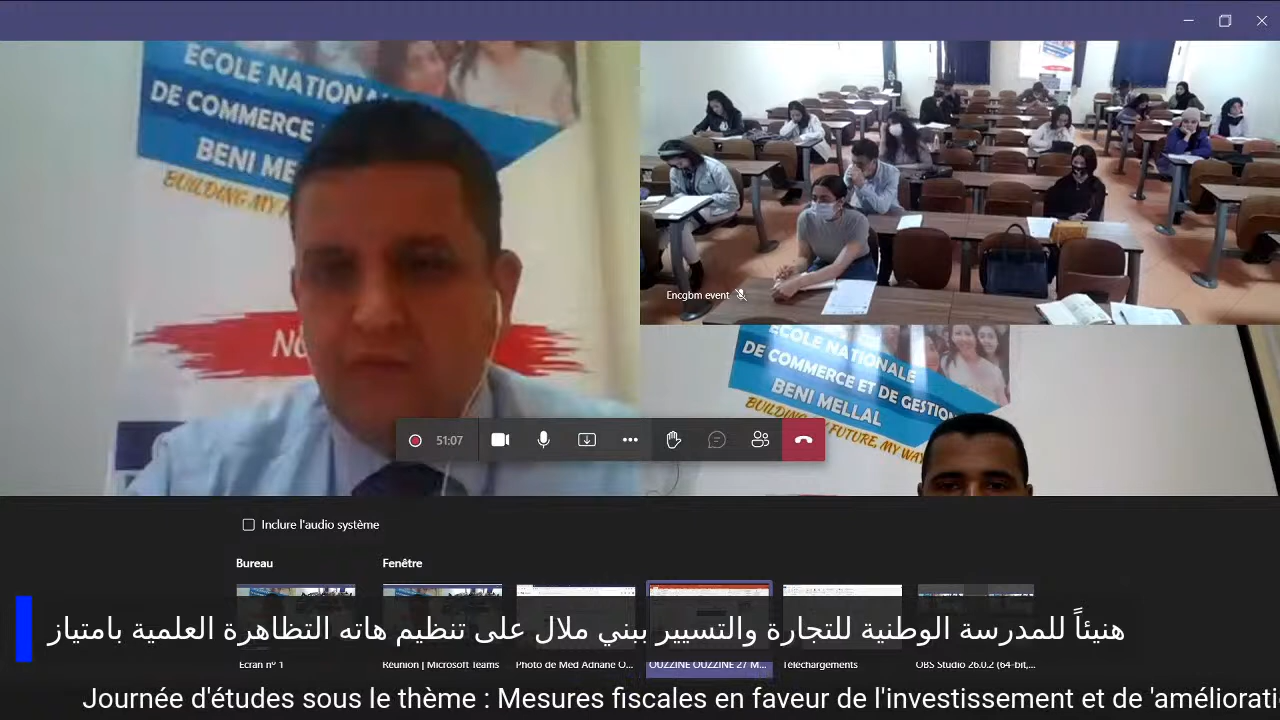 ECOLE NATIONA
DE COMMERCE
BENI ME
BUILDING MY
NO
Encgbm event
ECOLE NATIONALE
DE COMMERCE ET DE GESTION
BENI MELLAL
BUILDING MY FUTURE, MY WAY
51:07
Inclure l'audio système
Bureau
Fenêtre
هنيئاً للمدرسة الوطنية للتجارة والتسيير ببني ملال على تنظيم هاته التظاهرة العلمية بامتياز
Écran n° 1
Réunion | Microsoft Teams
Photo de Med Adnane O...
OUZZINE OUZZINE 27 M...
Téléchargements
OBS Studio 26.0.2 (64-bit,...
Journée d'études sous le thème : Mesures fiscales en faveur de l'investissement et de 'améliorati